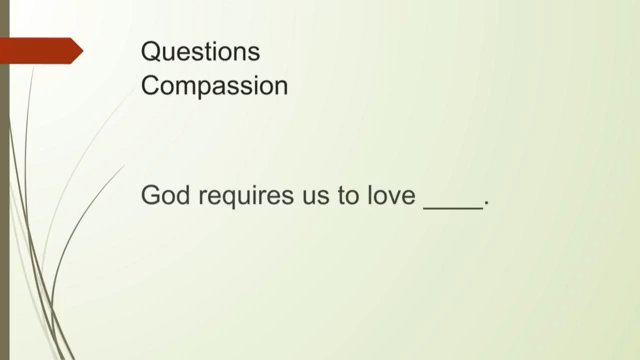 Questions
Compassion
God requires us to love ____.